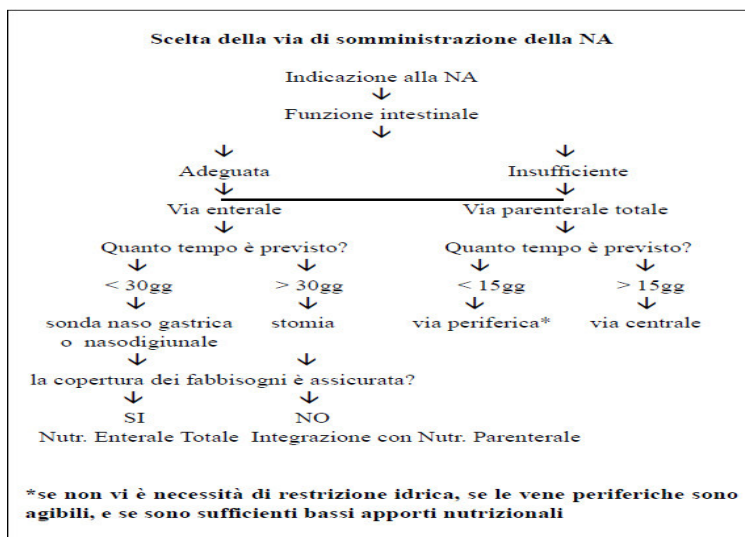 Scelta della via di somministrazione della NA
Indicazione alla NA
Funzione intestinale
Adeguata Insufficiente
Via enterale Via parenterale totale
Quanto tempo è previsto? Quanto tempo è previsto?
< 30gg > 30gg < 15gg > 15gg
sonda naso gastrica stomia via periferica* via centrale
o nasodigiunale
la copertura dei fabbisogni è assicurata?
SI NO
Nutr. Enterale Totale Integrazione con Nutr. Parenterale
*se non vi è necessità di restrizione idrica, se le vene periferiche sono
agibili, e se sono sufficienti bassi apporti nutrizionali